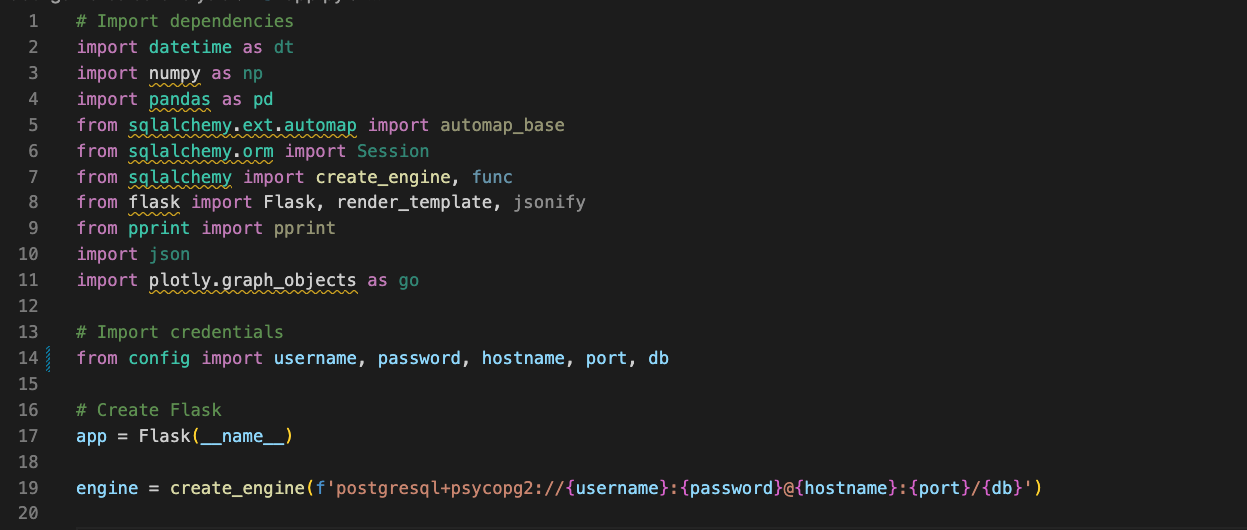 1 # Import dependencies
2 import datetime as dt
3 import numpy as np
4 import pandas as pd
5 from sqlalchemy.ext.automap import automap_base
6 from sqlalchemy.orm import Session
7 from sqlalchemy import create_engine, func
8 from flask import Flask, render_template, jsonify
9 from pprint import pprint
10 import json
11 import plotly.graph_objects as go
12
13 # Import credentials
14 from config import username, password, hostname, port, db
15
16 # Create Flask
17 app = Flask(__name__)
18
19 engine = create_engine(f'postgresql+psycopg2://{username}:{password}@{hostname}:{port}/{db}')
20